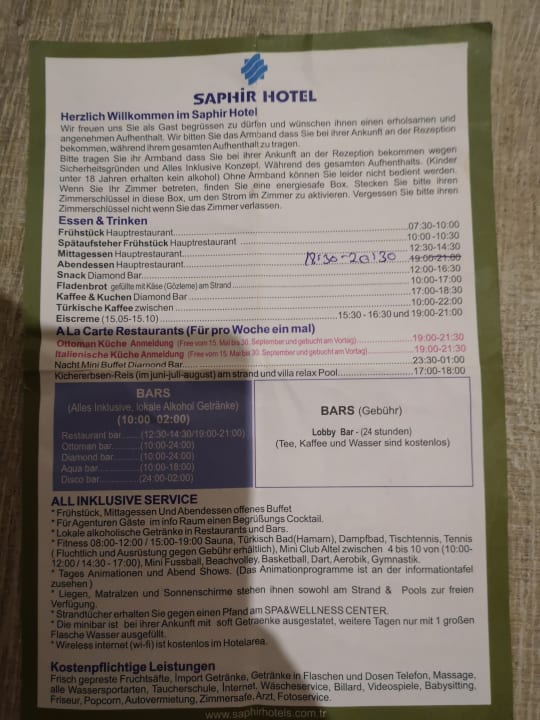 SAPHİR HOTEL
Herzlich Willkommen im Saphir Hotel
Wir freuen uns Sie als Gast begrüssen zu dürfen und wünschen ihnen einen erholsamen und
angenehmen Aufhenthalt. Wir bitten Sie das Armband dass Sie bei ihrer Ankunft an der Rezeption
bekommen, während ihrem gesamten Aufhenthalt zu tragen.
Bitte tragen Sie ihr Armband dass Sie bei ihrer Ankunft an der Rezeption bekommen wegen
Sicherheitsgründen und Alles Inklusive Konzept. Während des gesamten Aufenthalts. (Kinder
unter 18 Jahren erhalten kein alkohol) Ohne Armband können Sie leider nicht bedient werden.
Wenn Sie Ihr Zimmer betreten, finden Sie eine energiesafe Box. Stecken Sie bitte ihren
Zimmerschlüssel in diese Box, um den Strom im Zimmer zu aktivieren. Vergessen Sie bitte ihren
Zimmerschlüssel nicht wenn Sie das Zimmer verlassen.
Essen & Trinken
Frühstück Hauptrestaurant 07:30-10:00
Spätaufsteher Frühstück Hauptrestaurant 10:00-10:30
Mittagessen Hauptrestaurant 12:30-14:30
Abendessen Hauptrestaurant 18:30-20:30 19:00-21:00
Snack Diamond Bar 12:00-16:30
Fladenbrot gefüllte mit Käse (Gözleme) am Strand 10:00-17:00
Kaffee & Kuchen Diamond Bar 17:00-18:30
Türkische Kaffee zwischen 10:00-22:00
Eiscreme (15.05-15.10) 15:30 - 16:30 und 19:00-21:00
A La Carte Restaurants (Für pro Woche ein mal)
Ottoman Küche Anmeldung (Free vom 15. Mai bis 30. September und gebucht am Vortag) 19:00-21:30
Italienische Küche Anmeldung (Free vom 15. Mai bis 30. September und gebucht am Vortag) 19:00-21:30
Nacht Mini Buffet Diamond Bar 23:30-01:00
Kichererbsen-Reis (im juni-juli-august) am strand und villa relax Pool 17:00-18:00
BARS
(Alles Inklusive, lokale Alkohol Getränke)
(10:00 02:00)
Restaurant bar (12:30-14:30/19:00-21:00)
Ottoman bar (10:00-24:00)
Diamond bar (10:00-24:00)
Aqua bar (10:00-18:00)
Disco bar (24:00-02:00)
BARS (Gebühr)
Lobby Bar - (24 stunden)
(Tee, Kaffee und Wasser sind kostenlos)
ALL INKLUSIVE SERVICE
* Frühstück, Mittagessen Und Abendessen offenes Buffet
* Für Agenturen Gäste im info Raum einen Begrüßungs Cocktail.
* Lokale alkoholische Getränke in Restaurants und Bars.
* Fitness 08:00-12:00 / 15:00-19:00 Sauna, Türkisch Bad(Hamam), Dampfbad, Tischtennis, Tennis
( Fluchtlicht und Ausrüstung gegen Gebühr erhältlich), Mini Club Altel zwischen 4 bis 10 von (10:00-
12:00 / 14:30 - 17:00), Mini Fussball, Beachvolley, Basketball, Dart, Aerobik, Gymnastik.
* Tages Animationen und Abend Shows. (Das Animationprogramme ist an der informationtafel
zusehen )
* Liegen, Matralzen und Sonnenschirme stehen ihnen sowohl am Strand & Pools zur freien
Verfügung.
* Strandtücher erhalten Sie gegen einen Pfand am SPA&WELLNESS CENTER.
* Die minibar ist bei ihrer Ankunft mit soft Getraenke ausgestatet, weitere Tagen nur mit 1 großen
Flasche Wasser ausgefüllt.
* Wireless internet (wi-fi) ist kostenlos im Hotelarea.
Kostenpflichtige Leistungen
Frisch gepreste Fruchtsäfte, İmport Getränke, Getränke in Flaschen und Dosen Telefon, Massage,
alle Wassersportarten, Taucherschule, İnternet, Wäscheservice, Billard, Videospiele, Babysitting,
Friseur, Popcorn, Autovermietung, Zimmersafe, Arzt, Fotoservice.
www.saphirhotels.com.tr